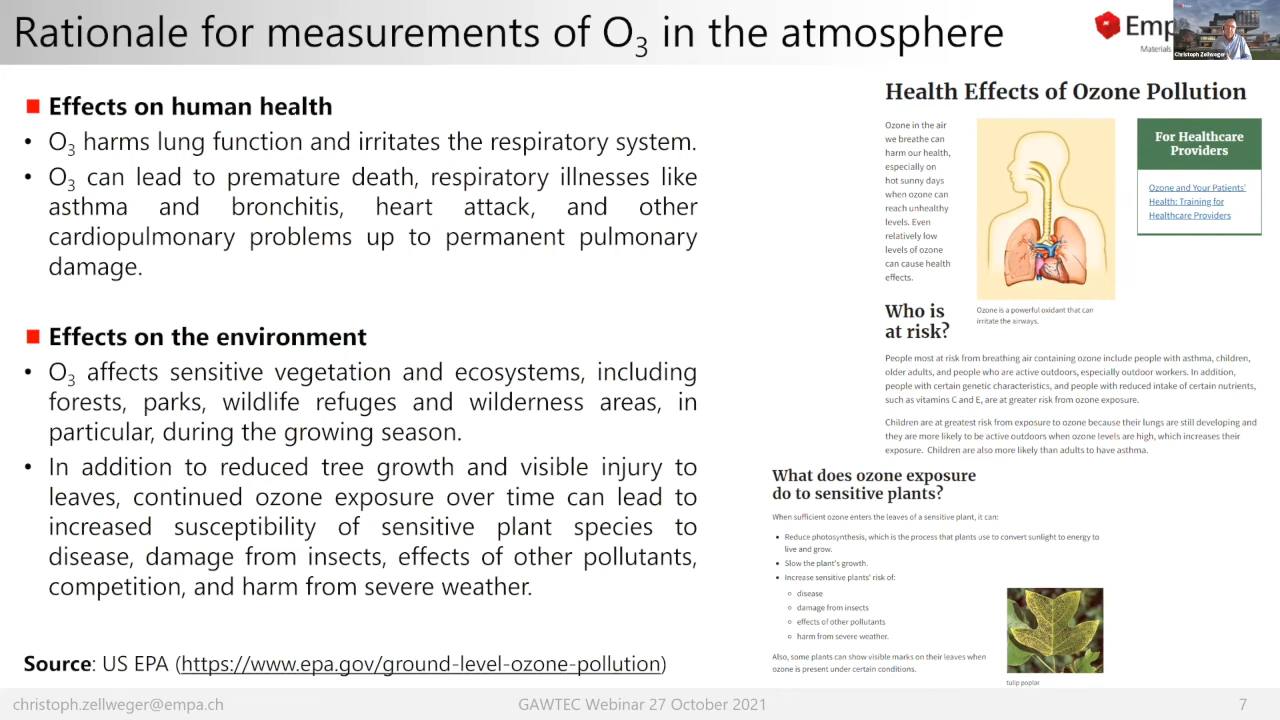 Rationale for measurements of O3 in the atmosphere
Materials
Christoph Zellweger
Effects on human health
• O3 harms lung function and irritates the respiratory system.
• O3 can lead to premature death, respiratory illnesses like
asthma and bronchitis, heart attack, and other
cardiopulmonary problems up to permanent pulmonary
damage.
Effects on the environment
• O3 affects sensitive vegetation and ecosystems, including
forests, parks, wildlife refuges and wilderness areas, in
particular, during the growing season.
• In addition to reduced tree growth and visible injury to
leaves, continued ozone exposure over time can lead to
increased susceptibility of sensitive plant species to
disease, damage from insects, effects of other pollutants,
competition, and harm from severe weather.
Source: US EPA (https://www.epa.gov/ground-level-ozone-pollution)
Health Effects of Ozone Pollution
Ozone in the air
we breathe can
harm our health,
especially on
hot sunny days
when ozone can
reach unhealthy
levels. Even
relatively low
levels of ozone
can cause health
effects.
Ozone is a powerful oxidant that can
irritate the airways.
For Healthcare
Providers
Ozone and Your Patients'
Health: Training for
Healthcare Providers
Who is
at risk?
People most at risk from breathing air containing ozone include people with asthma, children,
older adults, and people who are active outdoors, especially outdoor workers. In addition,
people with certain genetic characteristics, and people with reduced intake of certain nutrients,
such as vitamins C and E, are at greater risk from ozone exposure.
Children are at greatest risk from exposure to ozone because their lungs are still developing and
they are more likely to be active outdoors when ozone levels are high, which increases their
exposure. Children are also more likely than adults to have asthma.
What does ozone exposure
do to sensitive plants?
When sufficient ozone enters the leaves of a sensitive plant, it can:
• Reduce photosynthesis, which is the process that plants use to convert sunlight to energy to
live and grow.
• Slow the plant's growth.
• Increase sensitive plants' risk of:
◦ disease
◦ damage from insects
◦ effects of other pollutants
◦ harm from severe weather.
Also, some plants can show visible marks on their leaves when
ozone is present under certain conditions.
tulip poplar
christoph.zellweger@empa.ch
GAWTEC Webinar 27 October 2021
7